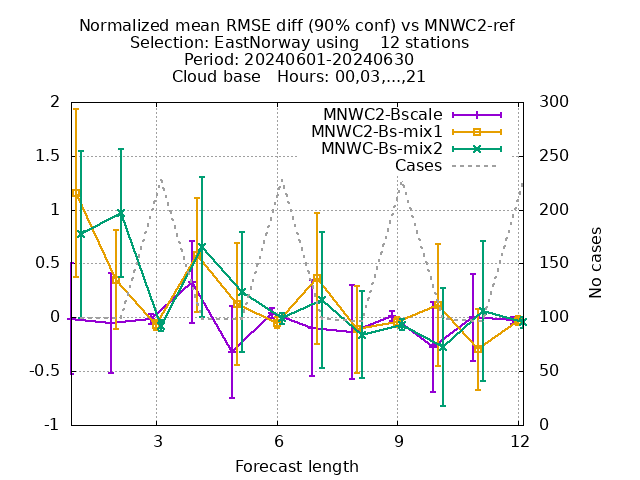 Normalized mean RMSE diff (90% conf) vs MNWC2-ref
Selection: EastNorway using    12 stations
Period: 20240601-20240630
Cloud base   Hours: 00,03,...,21
MNWC2-Bscale
MNWC2-Bs-mix1
MNWC-Bs-mix2
Cases
2
1.5
1
0.5
0
-0.5
-1
300
250
200
150
100
50
0
No cases
3
6
9
12
Forecast length